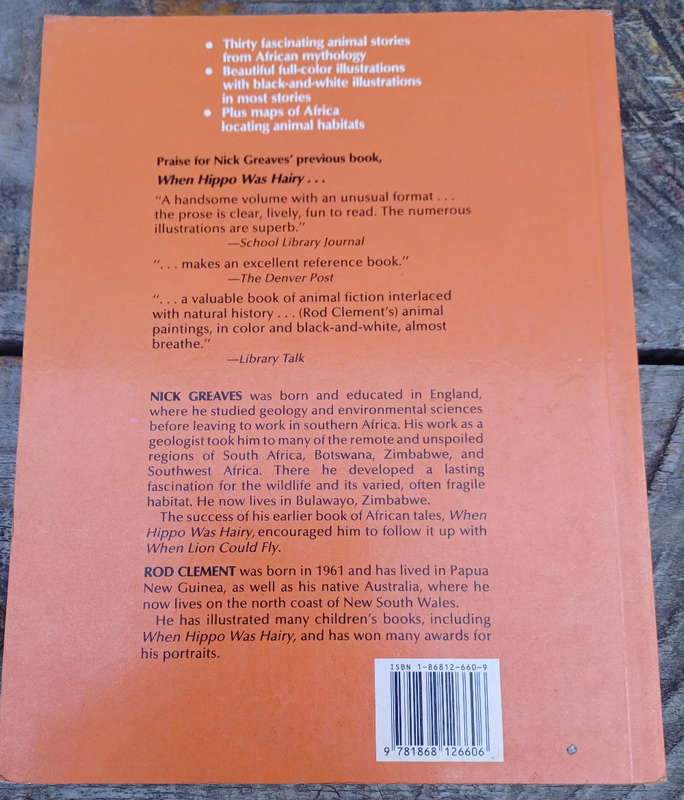 • Thirty fascinating animal stories
from African mythology
• Beautiful full-color illustrations
with black-and-white illustrations
in most stories
• Plus maps of Africa
locating animal habitats
Praise for Nick Greaves' previous book,
When Hippo Was Hairy . . .
"A handsome volume with an unusual format . . .
the prose is clear, lively, fun to read. The numerous
illustrations are superb."
—School Library Journal
". . . makes an excellent reference book."
—The Denver Post
". . . a valuable book of animal fiction interlaced
with natural history . . . (Rod Clement's) animal
paintings, in color and black-and-white, almost
breathe."
—Library Talk
NICK GREAVES was born and educated in England,
where he studied geology and environmental sciences
before leaving to work in southern Africa. His work as a
geologist took him to many of the remote and unspoiled
regions of South Africa, Botswana, Zimbabwe, and
Southwest Africa. There he developed a lasting
fascination for the wildlife and its varied, often fragile
habitat. He now lives in Bulawayo, Zimbabwe.
The success of his earlier book of African tales, When
Hippo Was Hairy, encouraged him to follow it up with
When Lion Could Fly.
ROD CLEMENT was born in 1961 and has lived in Papua
New Guinea, as well as his native Australia, where he
now lives on the north coast of New South Wales.
He has illustrated many children's books, including
When Hippo Was Hairy, and has won many awards for
his portraits.
ISBN 1-86812-660-9
9 781868 126606